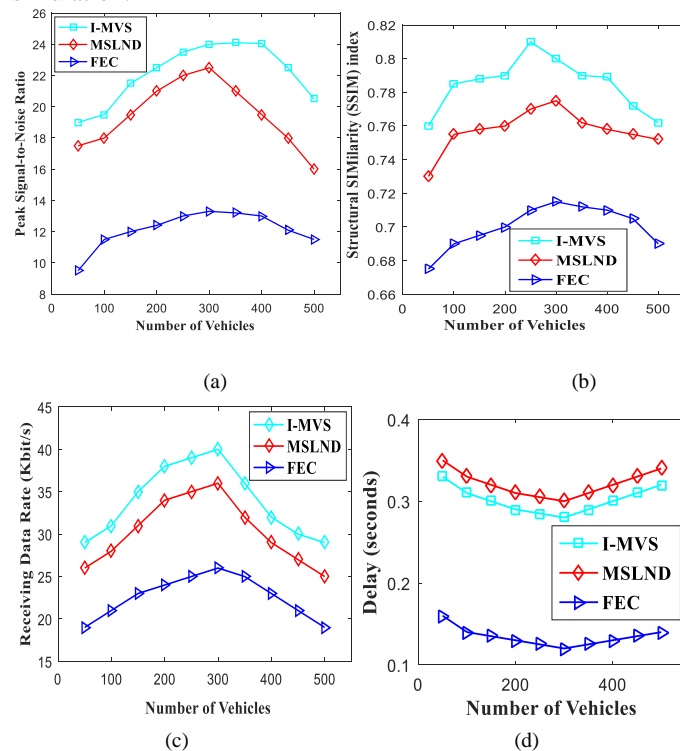 I-MVS
MSLND
FEC
Peak Signal-to-Noise Ratio
26
24
22
20
18
16
14
12
10
8
0 100 200 300 400 500
Number of Vehicles
(a)
Structural SIMilarity (SSIM) index
0.82
0.8
0.78
0.76
0.74
0.72
0.7
0.68
0.66
I-MVS
MSLND
FEC
0 100 200 300 400 500
Number of Vehicles
(b)
Receiving Data Rate (Kbit/s)
45
40
35
30
25
20
15
I-MVS
MSLND
FEC
0 100 200 300 400 500
Number of Vehicles
(c)
Delay (seconds)
0.4
0.3
0.2
0.1
I-MVS
MSLND
FEC
0 200 400
Number of Vehicles
(d)